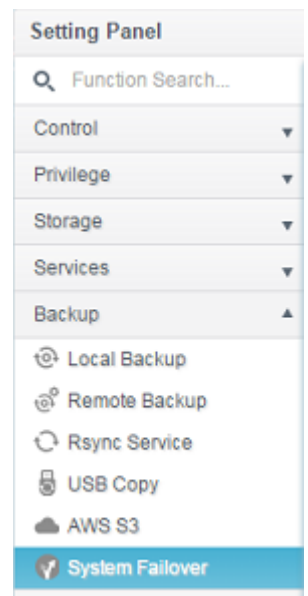 Setting Panel
Function Search...
Control
Privilege
Storage
Services
Backup
Local Backup
Remote Backup
Rsync Service
USB Copy
AWS S3
System Failover